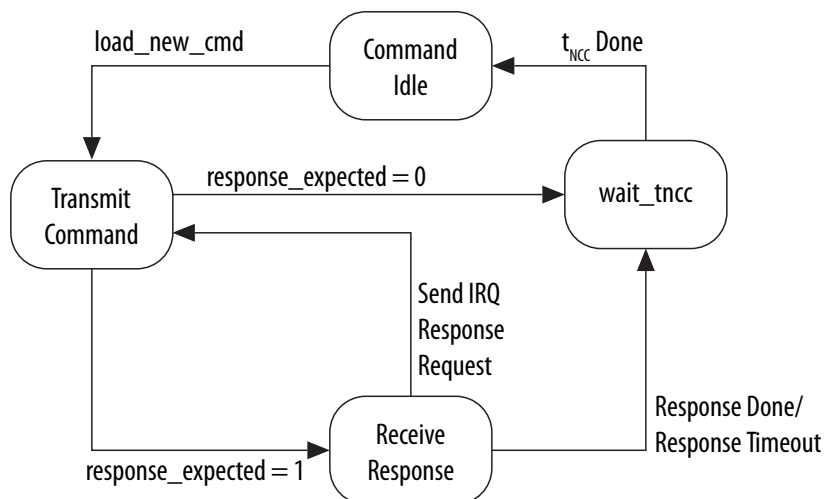 load_new_cmd
Command
Idle
t_NCC Done
Transmit
Command
response_expected = 0
wait_tncc
Send IRQ
Response
Request
response_expected = 1
Receive
Response
Response Done/
Response Timeout